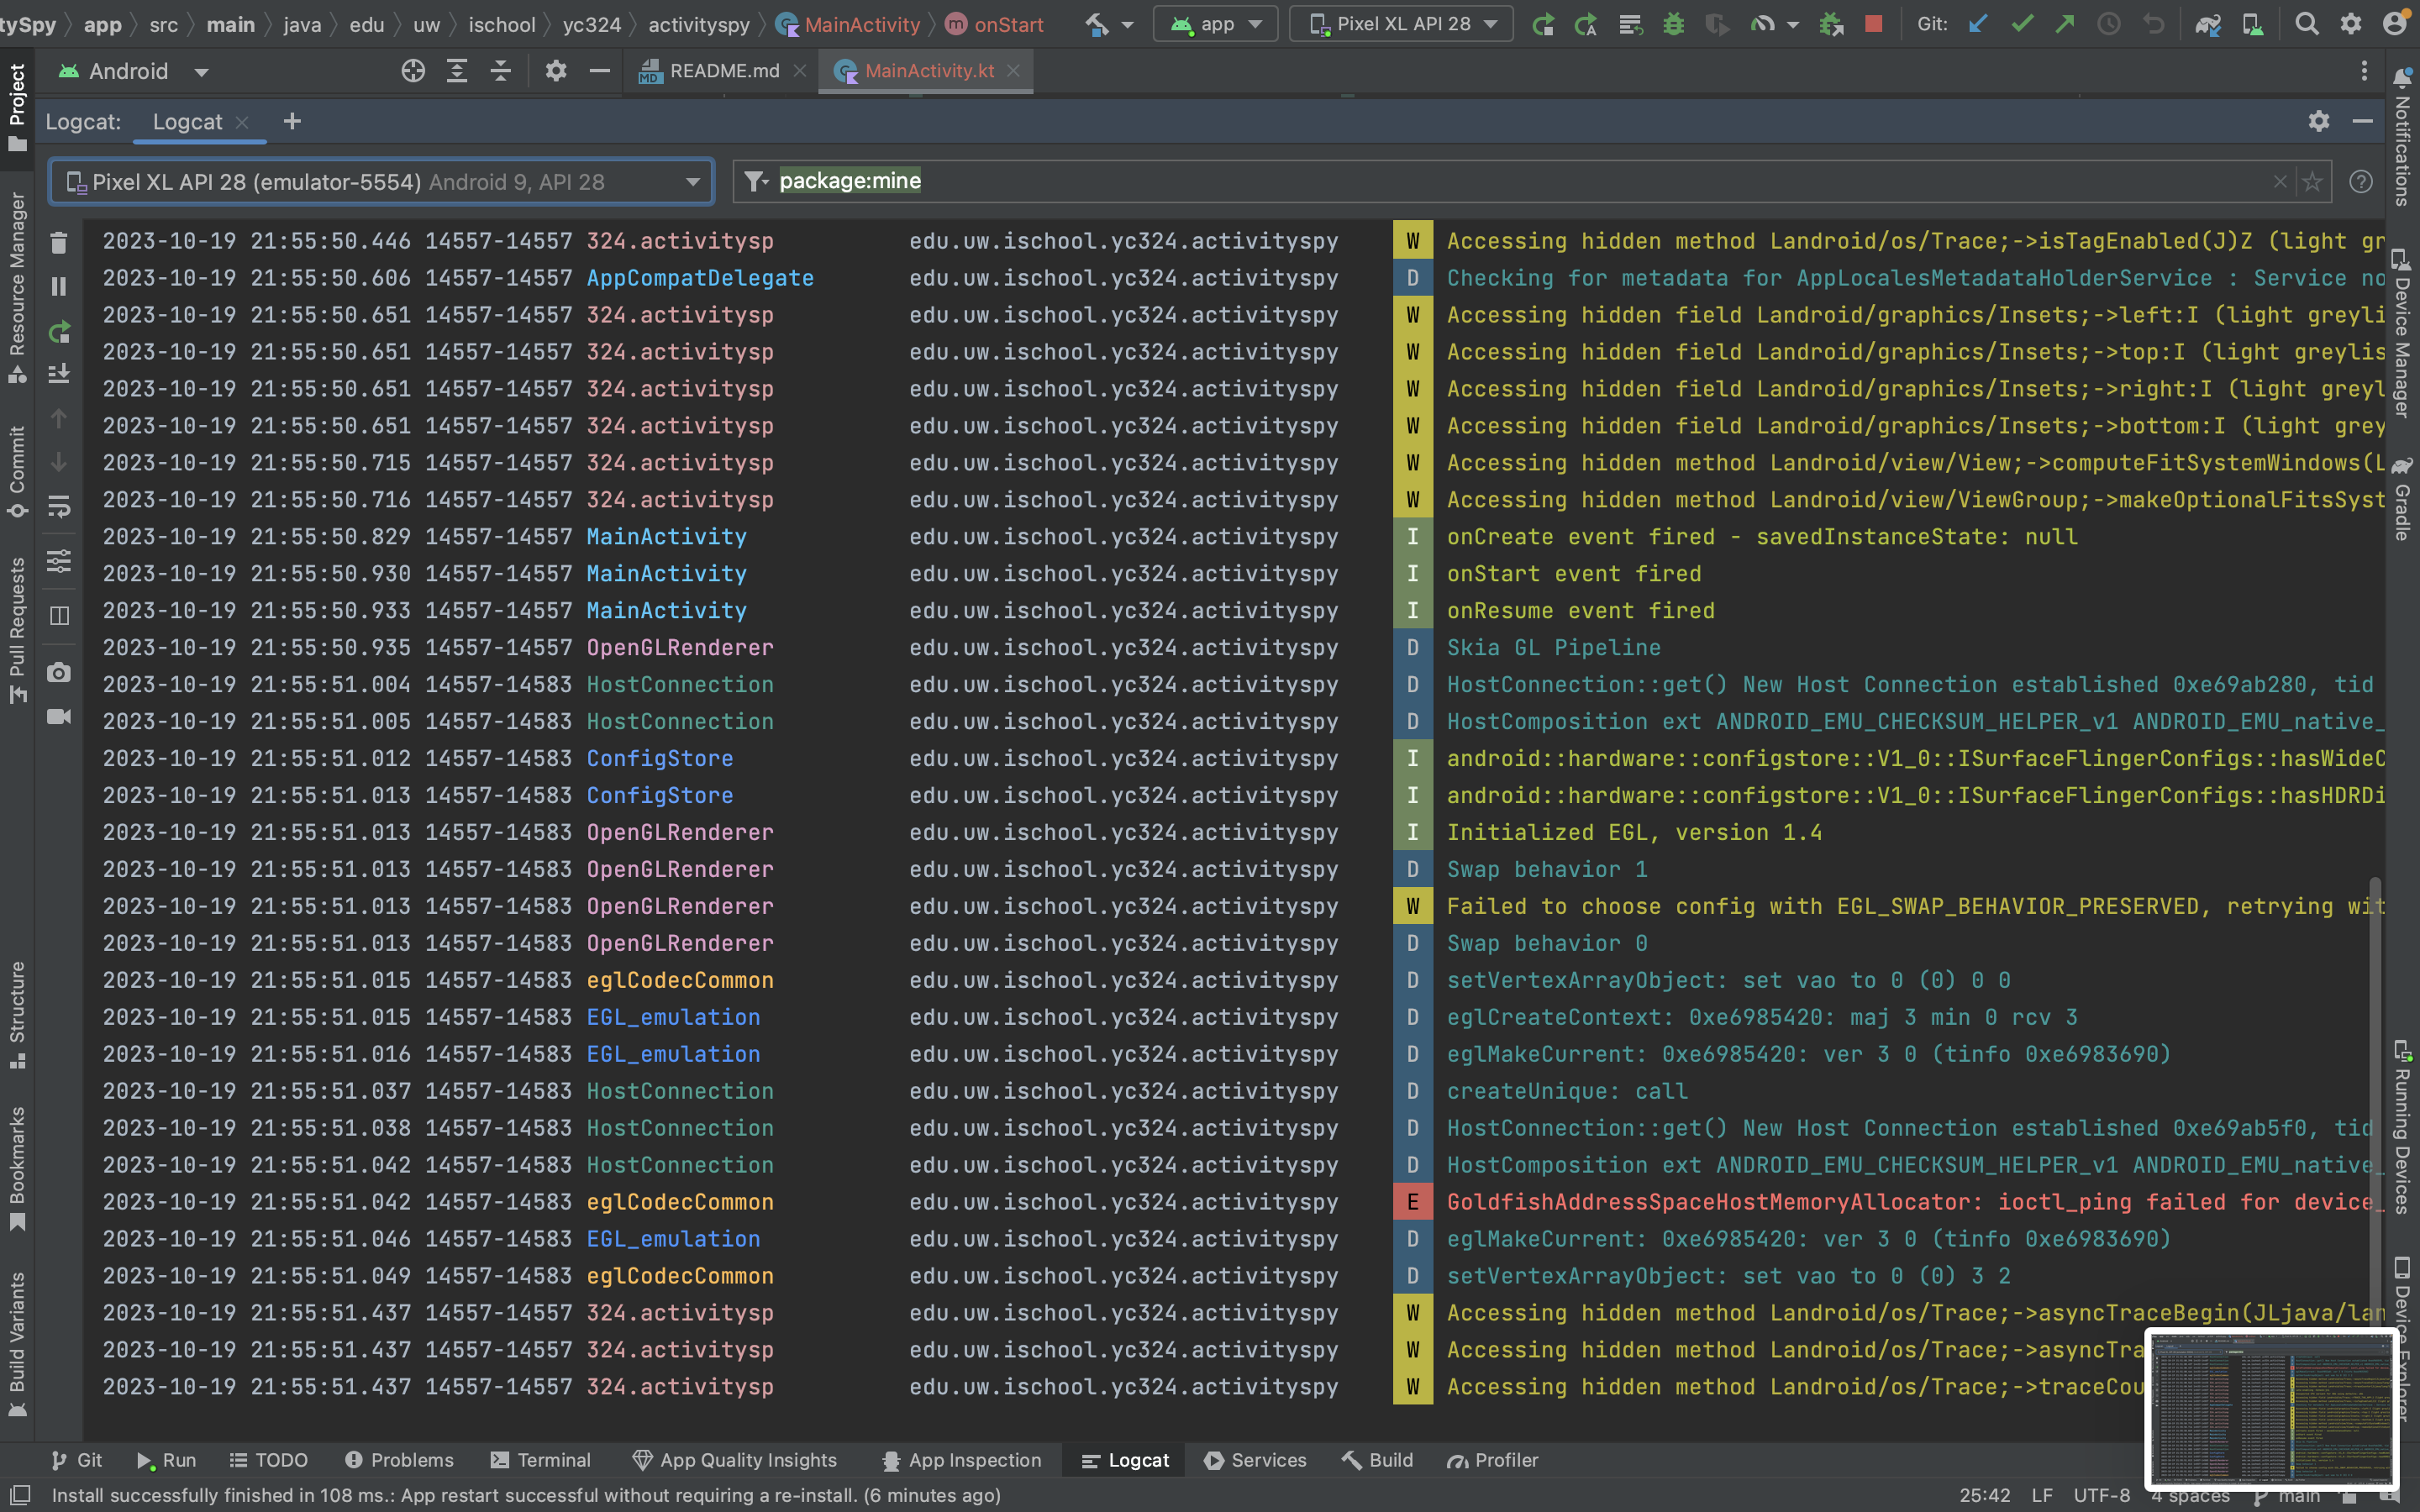 tySpy app src main java edu uw ischool yc324 activityspy MainActivity onStart app Pixel XL API 28 Git:
Android README.md MainActivity.kt
Logcat: Logcat
Pixel XL API 28 (emulator-5554) Android 9, API 28 package:mine
2023-10-19 21:55:50.446 14557-14557 324.activitysp edu.uw.ischool.yc324.activityspy W Accessing hidden method Landroid/os/Trace;->isTagEnabled(J)Z (light gr
2023-10-19 21:55:50.606 14557-14557 AppCompatDelegate edu.uw.ischool.yc324.activityspy D Checking for metadata for AppLocalesMetadataHolderService : Service no
2023-10-19 21:55:50.651 14557-14557 324.activitysp edu.uw.ischool.yc324.activityspy W Accessing hidden field Landroid/graphics/Insets;->left:I (light greyli
2023-10-19 21:55:50.651 14557-14557 324.activitysp edu.uw.ischool.yc324.activityspy W Accessing hidden field Landroid/graphics/Insets;->top:I (light greylis
2023-10-19 21:55:50.651 14557-14557 324.activitysp edu.uw.ischool.yc324.activityspy W Accessing hidden field Landroid/graphics/Insets;->right:I (light greyl
2023-10-19 21:55:50.651 14557-14557 324.activitysp edu.uw.ischool.yc324.activityspy W Accessing hidden field Landroid/graphics/Insets;->bottom:I (light grey
2023-10-19 21:55:50.715 14557-14557 324.activitysp edu.uw.ischool.yc324.activityspy W Accessing hidden method Landroid/view/View;->computeFitSystemWindows(L
2023-10-19 21:55:50.716 14557-14557 324.activitysp edu.uw.ischool.yc324.activityspy W Accessing hidden method Landroid/view/ViewGroup;->makeOptionalFitsSyst
2023-10-19 21:55:50.829 14557-14557 MainActivity edu.uw.ischool.yc324.activityspy I onCreate event fired - savedInstanceState: null
2023-10-19 21:55:50.930 14557-14557 MainActivity edu.uw.ischool.yc324.activityspy I onStart event fired
2023-10-19 21:55:50.933 14557-14557 MainActivity edu.uw.ischool.yc324.activityspy I onResume event fired
2023-10-19 21:55:50.935 14557-14557 OpenGLRenderer edu.uw.ischool.yc324.activityspy D Skia GL Pipeline
2023-10-19 21:55:51.004 14557-14583 HostConnection edu.uw.ischool.yc324.activityspy D HostConnection::get() New Host Connection established 0xe69ab280, tid
2023-10-19 21:55:51.005 14557-14583 HostConnection edu.uw.ischool.yc324.activityspy D HostComposition ext ANDROID_EMU_CHECKSUM_HELPER_v1 ANDROID_EMU_native_
2023-10-19 21:55:51.012 14557-14583 ConfigStore edu.uw.ischool.yc324.activityspy I android::hardware::configstore::V1_0::ISurfaceFlingerConfigs::hasWideC
2023-10-19 21:55:51.013 14557-14583 ConfigStore edu.uw.ischool.yc324.activityspy I android::hardware::configstore::V1_0::ISurfaceFlingerConfigs::hasHDRDi
2023-10-19 21:55:51.013 14557-14583 OpenGLRenderer edu.uw.ischool.yc324.activityspy I Initialized EGL, version 1.4
2023-10-19 21:55:51.013 14557-14583 OpenGLRenderer edu.uw.ischool.yc324.activityspy D Swap behavior 1
2023-10-19 21:55:51.013 14557-14583 OpenGLRenderer edu.uw.ischool.yc324.activityspy W Failed to choose config with EGL_SWAP_BEHAVIOR_PRESERVED, retrying wit
2023-10-19 21:55:51.013 14557-14583 OpenGLRenderer edu.uw.ischool.yc324.activityspy D Swap behavior 0
2023-10-19 21:55:51.015 14557-14583 eglCodecCommon edu.uw.ischool.yc324.activityspy D setVertexArrayObject: set vao to 0 (0) 0 0
2023-10-19 21:55:51.015 14557-14583 EGL_emulation edu.uw.ischool.yc324.activityspy D eglCreateContext: 0xe6985420: maj 3 min 0 rcv 3
2023-10-19 21:55:51.016 14557-14583 EGL_emulation edu.uw.ischool.yc324.activityspy D eglMakeCurrent: 0xe6985420: ver 3 0 (tinfo 0xe6983690)
2023-10-19 21:55:51.037 14557-14583 HostConnection edu.uw.ischool.yc324.activityspy D createUnique: call
2023-10-19 21:55:51.038 14557-14583 HostConnection edu.uw.ischool.yc324.activityspy D HostConnection::get() New Host Connection established 0xe69ab5f0, tid
2023-10-19 21:55:51.042 14557-14583 HostConnection edu.uw.ischool.yc324.activityspy D HostComposition ext ANDROID_EMU_CHECKSUM_HELPER_v1 ANDROID_EMU_native_
2023-10-19 21:55:51.042 14557-14583 eglCodecCommon edu.uw.ischool.yc324.activityspy E GoldfishAddressSpaceHostMemoryAllocator: ioctl_ping failed for device_
2023-10-19 21:55:51.046 14557-14583 EGL_emulation edu.uw.ischool.yc324.activityspy D eglMakeCurrent: 0xe6985420: ver 3 0 (tinfo 0xe6983690)
2023-10-19 21:55:51.049 14557-14583 eglCodecCommon edu.uw.ischool.yc324.activityspy D setVertexArrayObject: set vao to 0 (0) 3 2
2023-10-19 21:55:51.437 14557-14583 324.activitysp edu.uw.ischool.yc324.activityspy W Accessing hidden method Landroid/os/Trace;->asyncTraceBegin(JLjava/lan
2023-10-19 21:55:51.437 14557-14583 324.activitysp edu.uw.ischool.yc324.activityspy W Accessing hidden method Landroid/os/Trace;->asyncTra
2023-10-19 21:55:51.437 14557-14583 324.activitysp edu.uw.ischool.yc324.activityspy W Accessing hidden method Landroid/os/Trace;->traceCou
Project
Resource Manager
Commit
Pull Requests
Structure
Bookmarks
Build Variants
Notifications
Device Manager
Gradle
Running Devices
Device Explorer
Git Run TODO Problems Terminal App Quality Insights App Inspection Logcat Services Build Profiler
Install successfully finished in 108 ms.: App restart successful without requiring a re-install. (6 minutes ago) 25:42 LF UTF-8 4 spaces main